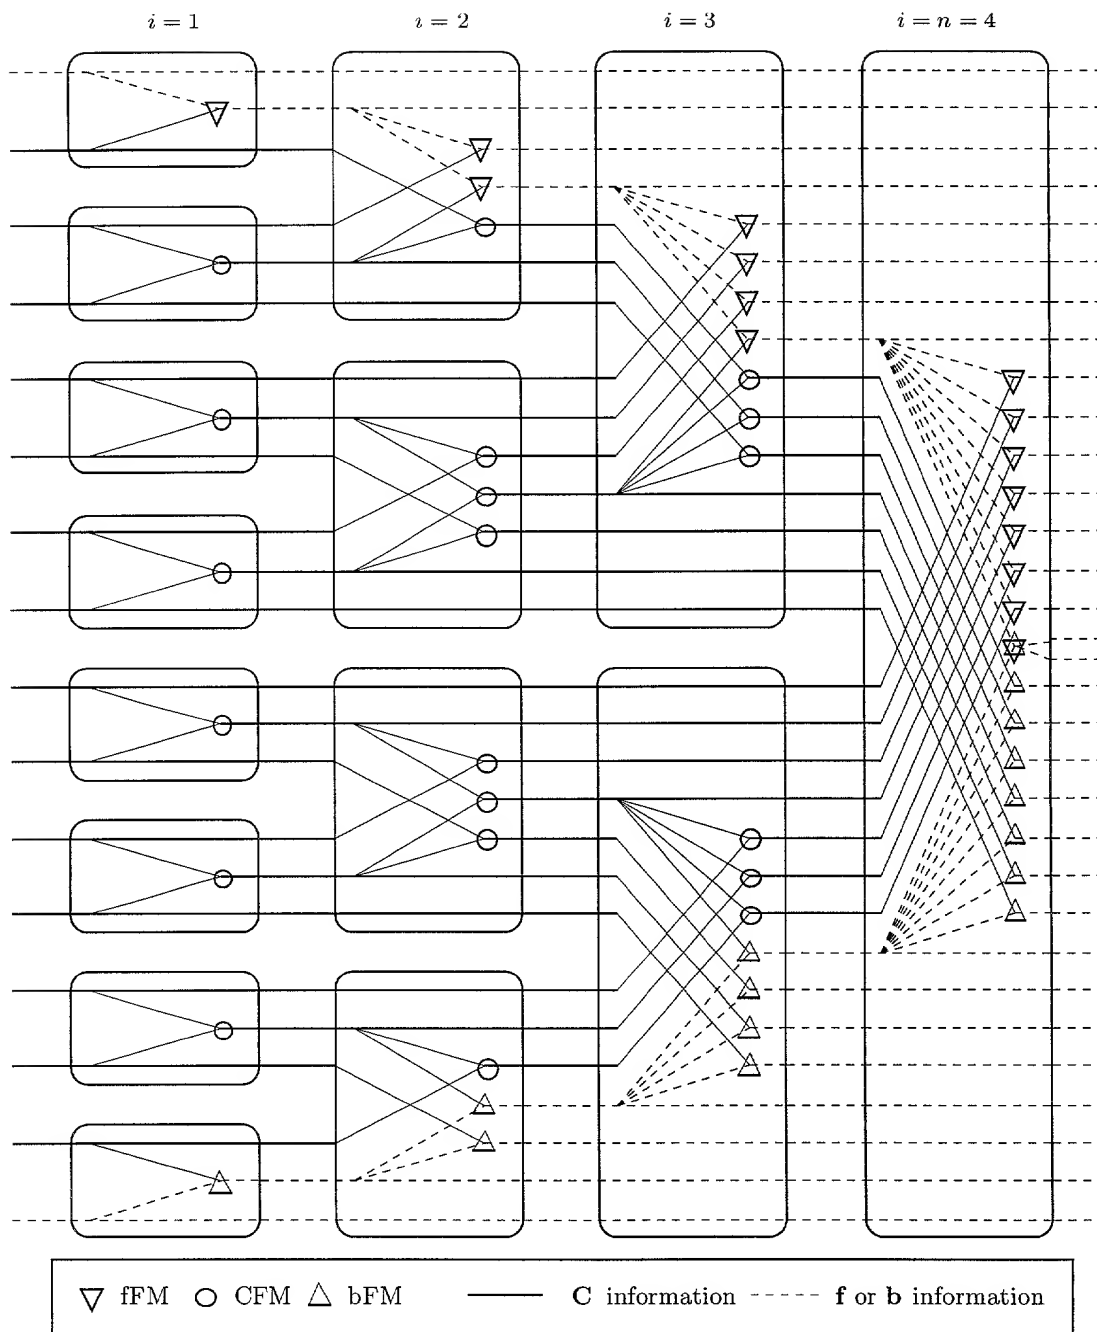 i = 1 i = 2 i = 3 i = n = 4
fFM CFM bFM C information f or b information